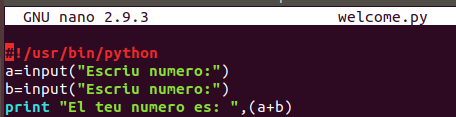 GNU nano 2.9.3 welcome.py
#!/usr/bin/python
a=input("Escriu numero:")
b=input("Escriu numero:")
print "El teu numero es: ",(a+b)